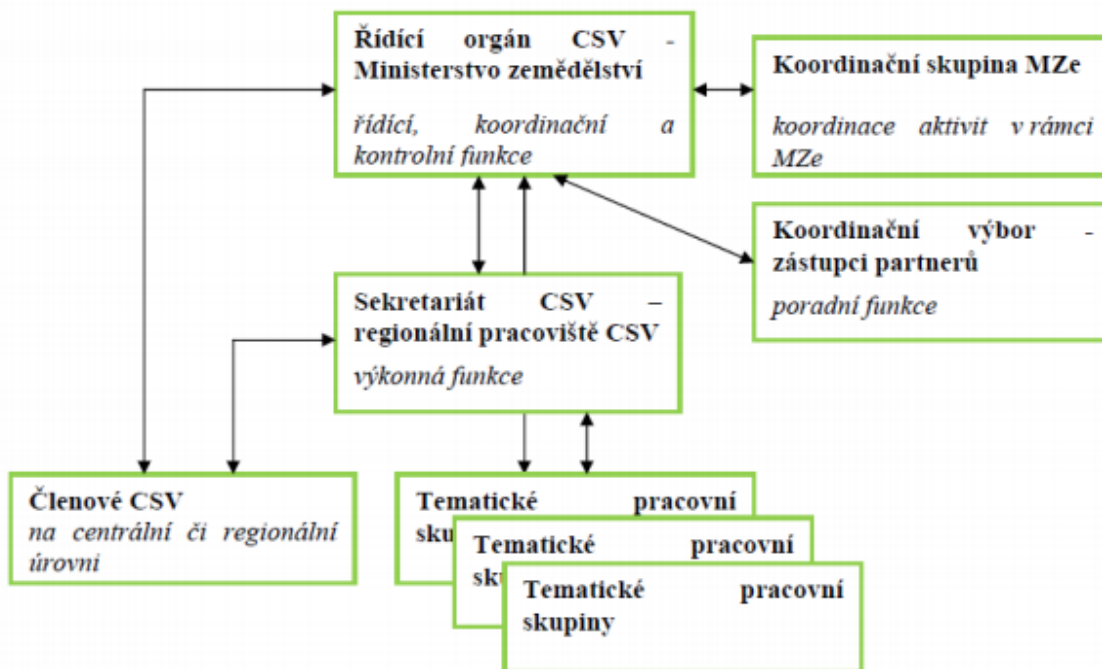 Řídící orgán CSV -
Ministerstvo zemědělství
řídící, koordinační a
kontrolní funkce
Koordinační skupina MZe
koordinace aktivit v rámci
MZe
Koordinační výbor -
zástupci partnerů
poradní funkce
Sekretariát CSV –
regionální pracoviště CSV
výkonná funkce
Členové CSV
na centrální či regionální
úrovni
Tematické pracovní
sku
Tematické pracovní
sku
Tematické pracovní
skupiny